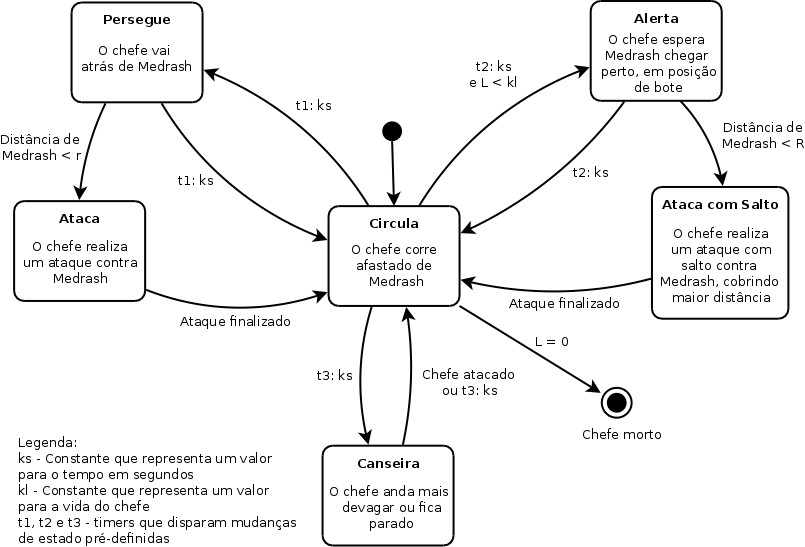 Persegue
O chefe vai
atrás de Medrash
Alerta
O chefe espera
Medrash chegar
perto, em posição
de bote
t2: ks
e L < kl
t1: ks
Distância de
Medrash < r
t1: ks
t2: ks
Distância de
Medrash < R
Ataca
O chefe realiza
um ataque contra
Medrash
Circula
O chefe corre
afastado de
Medrash
Ataca com Salto
O chefe realiza
um ataque com
salto contra
Medrash, cobrindo
maior distância
Ataque finalizado
Ataque finalizado
L = 0
t3: ks
Chefe atacado
ou t3: ks
Chefe morto
Canseira
O chefe anda mais
devagar ou fica
parado
Legenda:
ks - Constante que representa um valor
para o tempo em segundos
kl - Constante que representa um valor
para a vida do chefe
t1, t2 e t3 - timers que disparam mudanças
de estado pré-definidas